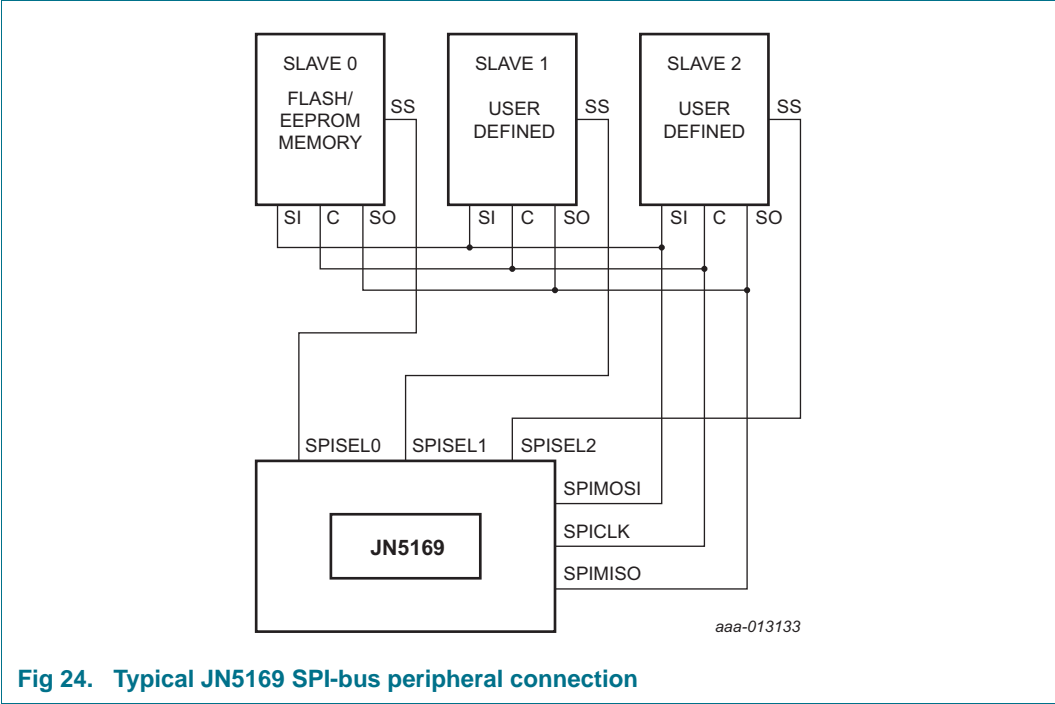 SLAVE 0
FLASH/
EEPROM
MEMORY
SS
SI
C
SO
SLAVE 1
USER
DEFINED
SS
SI
C
SO
SLAVE 2
USER
DEFINED
SS
SI
C
SO
SPISEL0
SPISEL1
SPISEL2
SPIMOSI
SPICLK
SPIMISO
JN5169
aaa-013133
Fig 24. Typical JN5169 SPI-bus peripheral connection